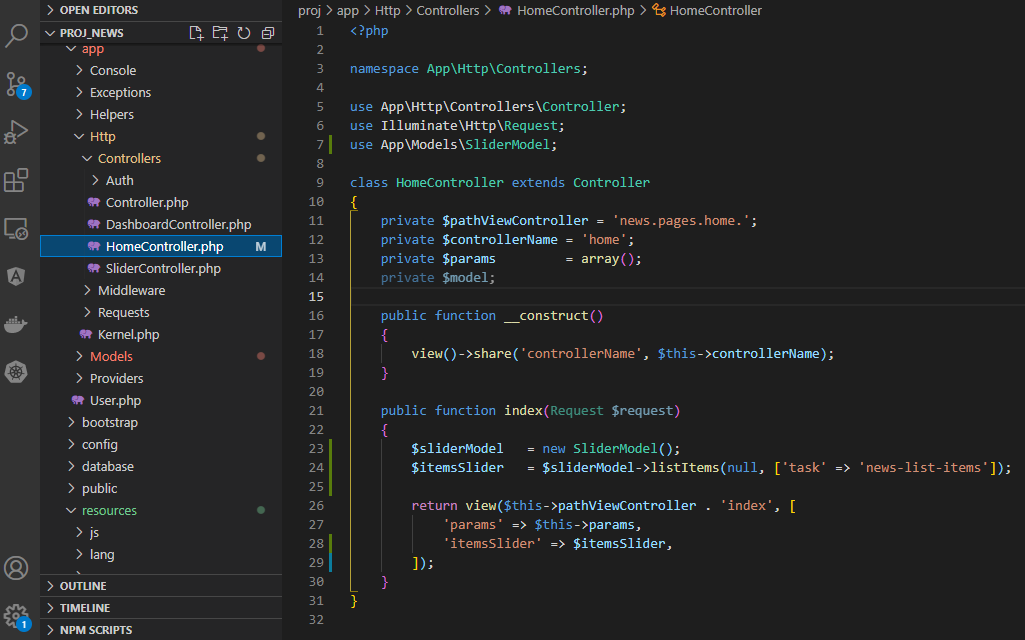 OPEN EDITORS
PROJ_NEWS
app
Console
Exceptions
Helpers
Http
Controllers
Auth
Controller.php
DashboardController.php
HomeController.php M
SliderController.php
Middleware
Requests
Kernel.php
Models
Providers
User.php
bootstrap
config
database
public
resources
js
lang
OUTLINE
TIMELINE
NPM SCRIPTS
7
1
proj > app > Http > Controllers > HomeController.php > HomeController
1 <?php
2
3 namespace App\Http\Controllers;
4
5 use App\Http\Controllers\Controller;
6 use Illuminate\Http\Request;
7 use App\Models\SliderModel;
8
9 class HomeController extends Controller
10 {
11     private $pathViewController = 'news.pages.home.';
12     private $controllerName = 'home';
13     private $params         = array();
14     private $model;
15
16     public function __construct()
17     {
18         view()->share('controllerName', $this->controllerName);
19     }
20
21     public function index(Request $request)
22     {
23         $sliderModel   = new SliderModel();
24         $itemsSlider   = $sliderModel->listItems(null, ['task' => 'news-list-items']);
25
26         return view($this->pathViewController . 'index', [
27             'params' => $this->params,
28             'itemsSlider' => $itemsSlider,
29         ]);
30     }
31 }
32